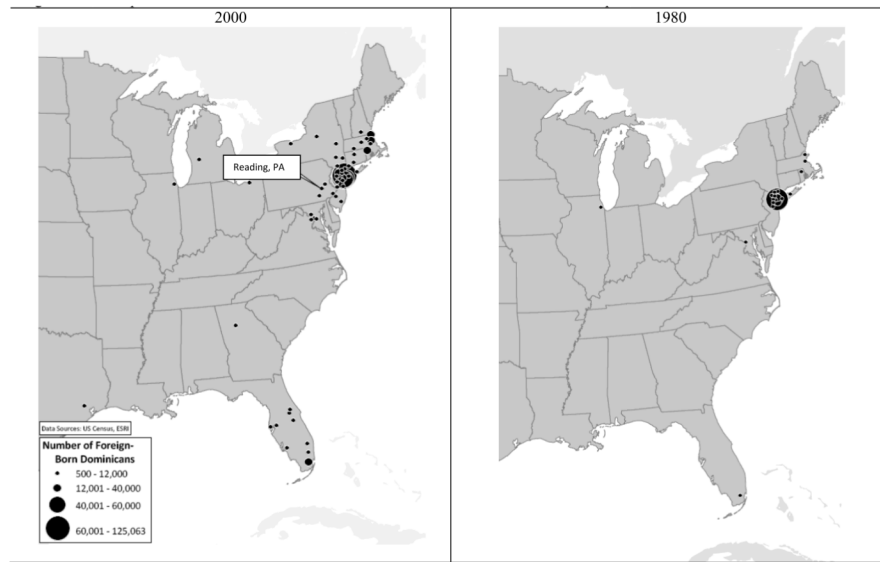 2000
1980
Reading, PA
Data Sources: US Census, ESRI
Number of Foreign-
Born Dominicans
500 - 12,000
12,001 - 40,000
40,001 - 60,000
60,001 - 125,063